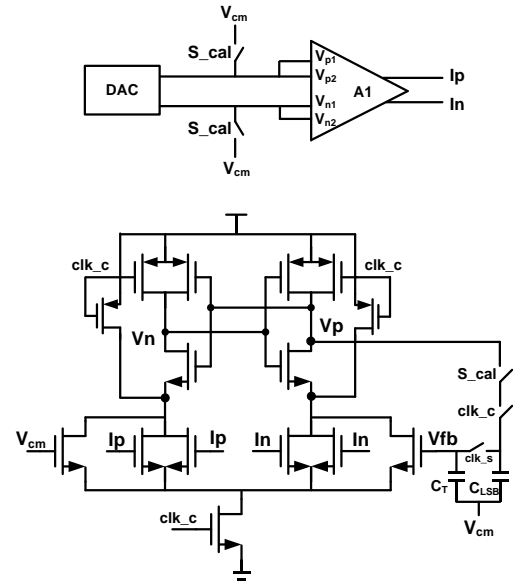 Vcm
S_cal
DAC
Vp1
Vp2
Vn1
Vn2
A1
Ip
In
S_cal
Vcm
clk_c
clk_c
Vn
Vp
S_cal
clk_c
Vcm
Ip
Ip
In
In
Vfb
clk_s
CT
CLSB
Vcm
clk_c